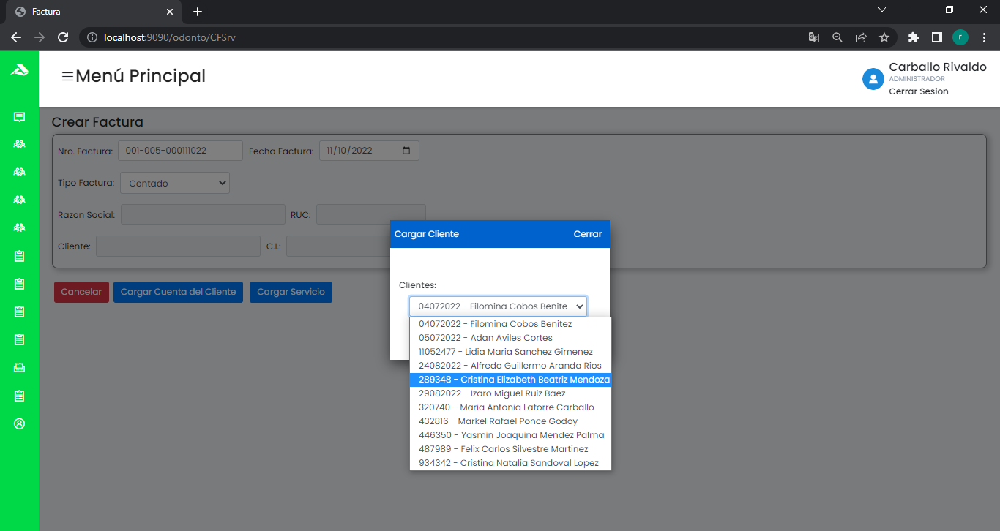 Factura
localhost:9090/odonto/CFSrv
r
Menú Principal
Carballo Rivaldo
ADMINISTRADOR
Cerrar Sesion
Crear Factura
Nro. Factura: 001-005-000111022 Fecha Factura: 11/10/2022
Tipo Factura: Contado
Razon Social: RUC:
Cliente: C.I.:
Cancelar Cargar Cuenta del Cliente Cargar Servicio
Cargar Cliente Cerrar
Clientes:
04072022 - Filomina Cobos Benite
04072022 - Filomina Cobos Benitez
05072022 - Adan Aviles Cortes
11052477 - Lidia Maria Sanchez Gimenez
24082022 - Alfredo Guillermo Aranda Rios
289348 - Cristina Elizabeth Beatriz Mendoza
29082022 - Izaro Miguel Ruiz Baez
320740 - Maria Antonia Latorre Carballo
432816 - Markel Rafael Ponce Godoy
446350 - Yasmin Joaquina Mendez Palma
487989 - Felix Carlos Silvestre Martinez
934342 - Cristina Natalia Sandoval Lopez